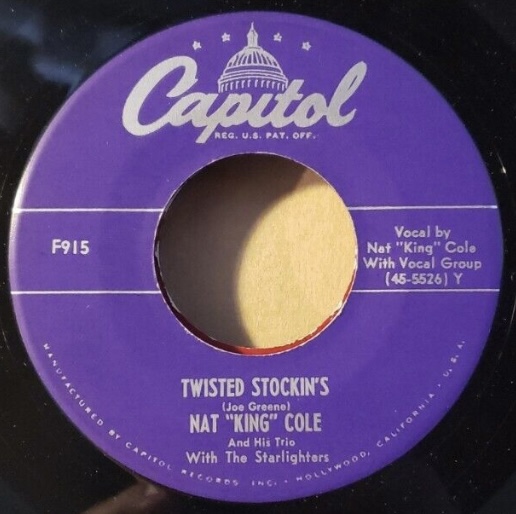 Capitol
REG. U.S. PAT. OFF.
F915
Vocal by
Nat "King" Cole
With Vocal Group
(45-5526) Y
TWISTED STOCKIN'S
(Joe Greene)
NAT "KING" COLE
And His Trio
With The Starlighters
MANUFACTURED BY CAPITOL RECORDS INC. • HOLLYWOOD, CALIFORNIA. U.S.A.